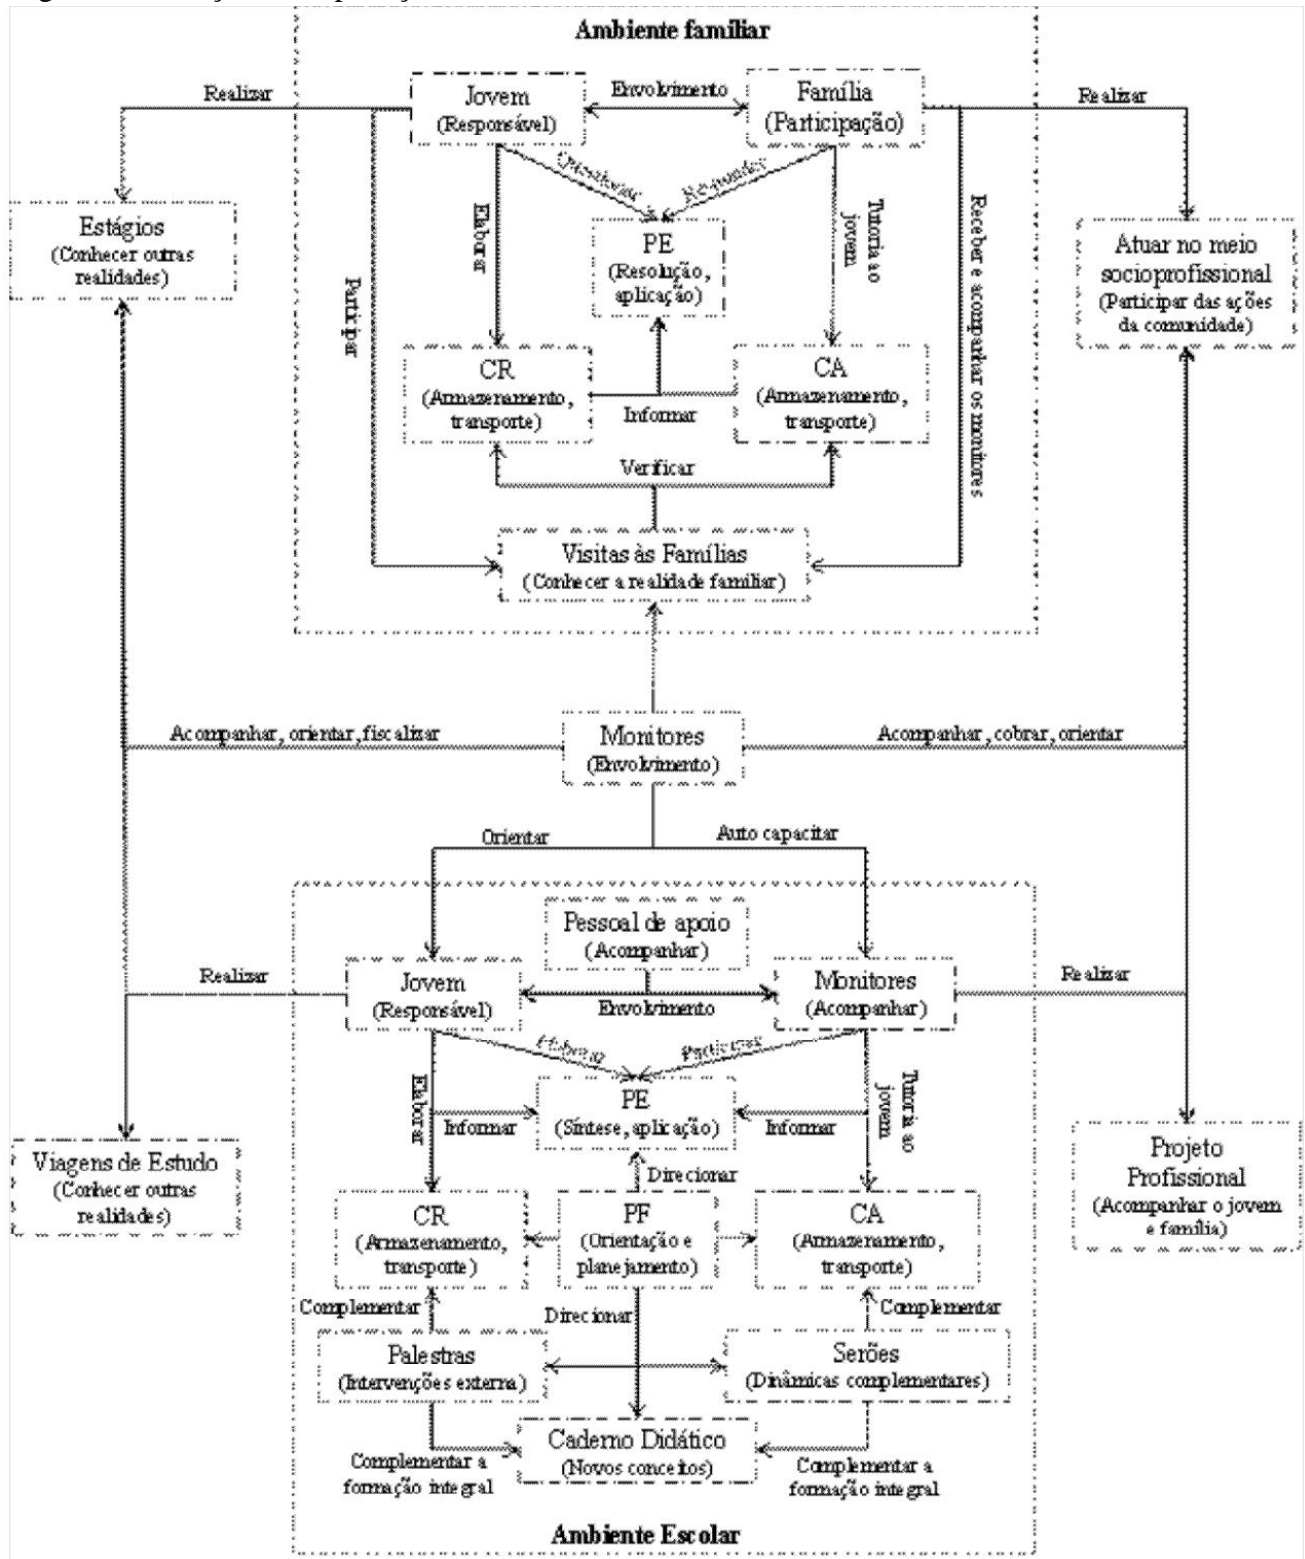 Ambiente familiar
Realizar
Jovem
(Responsável)
Envolvimento
Família
(Participação)
Realizar
Questionar
Responder
Estágios
(Conhecer outras
realidades)
Participar
Elaborar
PE
(Resolução,
aplicação)
Tutoria ao
jovem
Receber e acompanhar os monitores
Atuar no meio
socioprofissional
(Participar das ações
da comunidade)
CR
(Armazenamento,
transporte)
Informar
CA
(Armazenamento,
transporte)
Verificar
Visitas às Famílias
(Conhecer a realidade familiar)
Acompanhar, orientar, fiscalizar
Monitores
(Envolvimento)
Acompanhar, cobrar, orientar
Orientar
Auto capacitar
Pessoal de apoio
(Acompanhar)
Realizar
Jovem
(Responsável)
Envolvimento
Monitores
(Acompanhar)
Realizar
Elaborar
Participar
Elaborar
Informar
PE
(Síntese, aplicação)
Informar
Tutoria ao
jovem
Viagens de Estudo
(Conhecer outras
realidades)
Direcionar
Projeto
Profissional
(Acompanhar o jovem
e família)
CR
(Armazenamento,
transporte)
PF
(Orientação e
planejamento)
CA
(Armazenamento,
transporte)
Complementar
Direcionar
Complementar
Palestras
(Intervenções externa)
Serões
(Dinâmicas complementares)
Caderno Didático
(Novos conceitos)
Complementar a
formação integral
Complementar a
formação integral
Ambiente Escolar